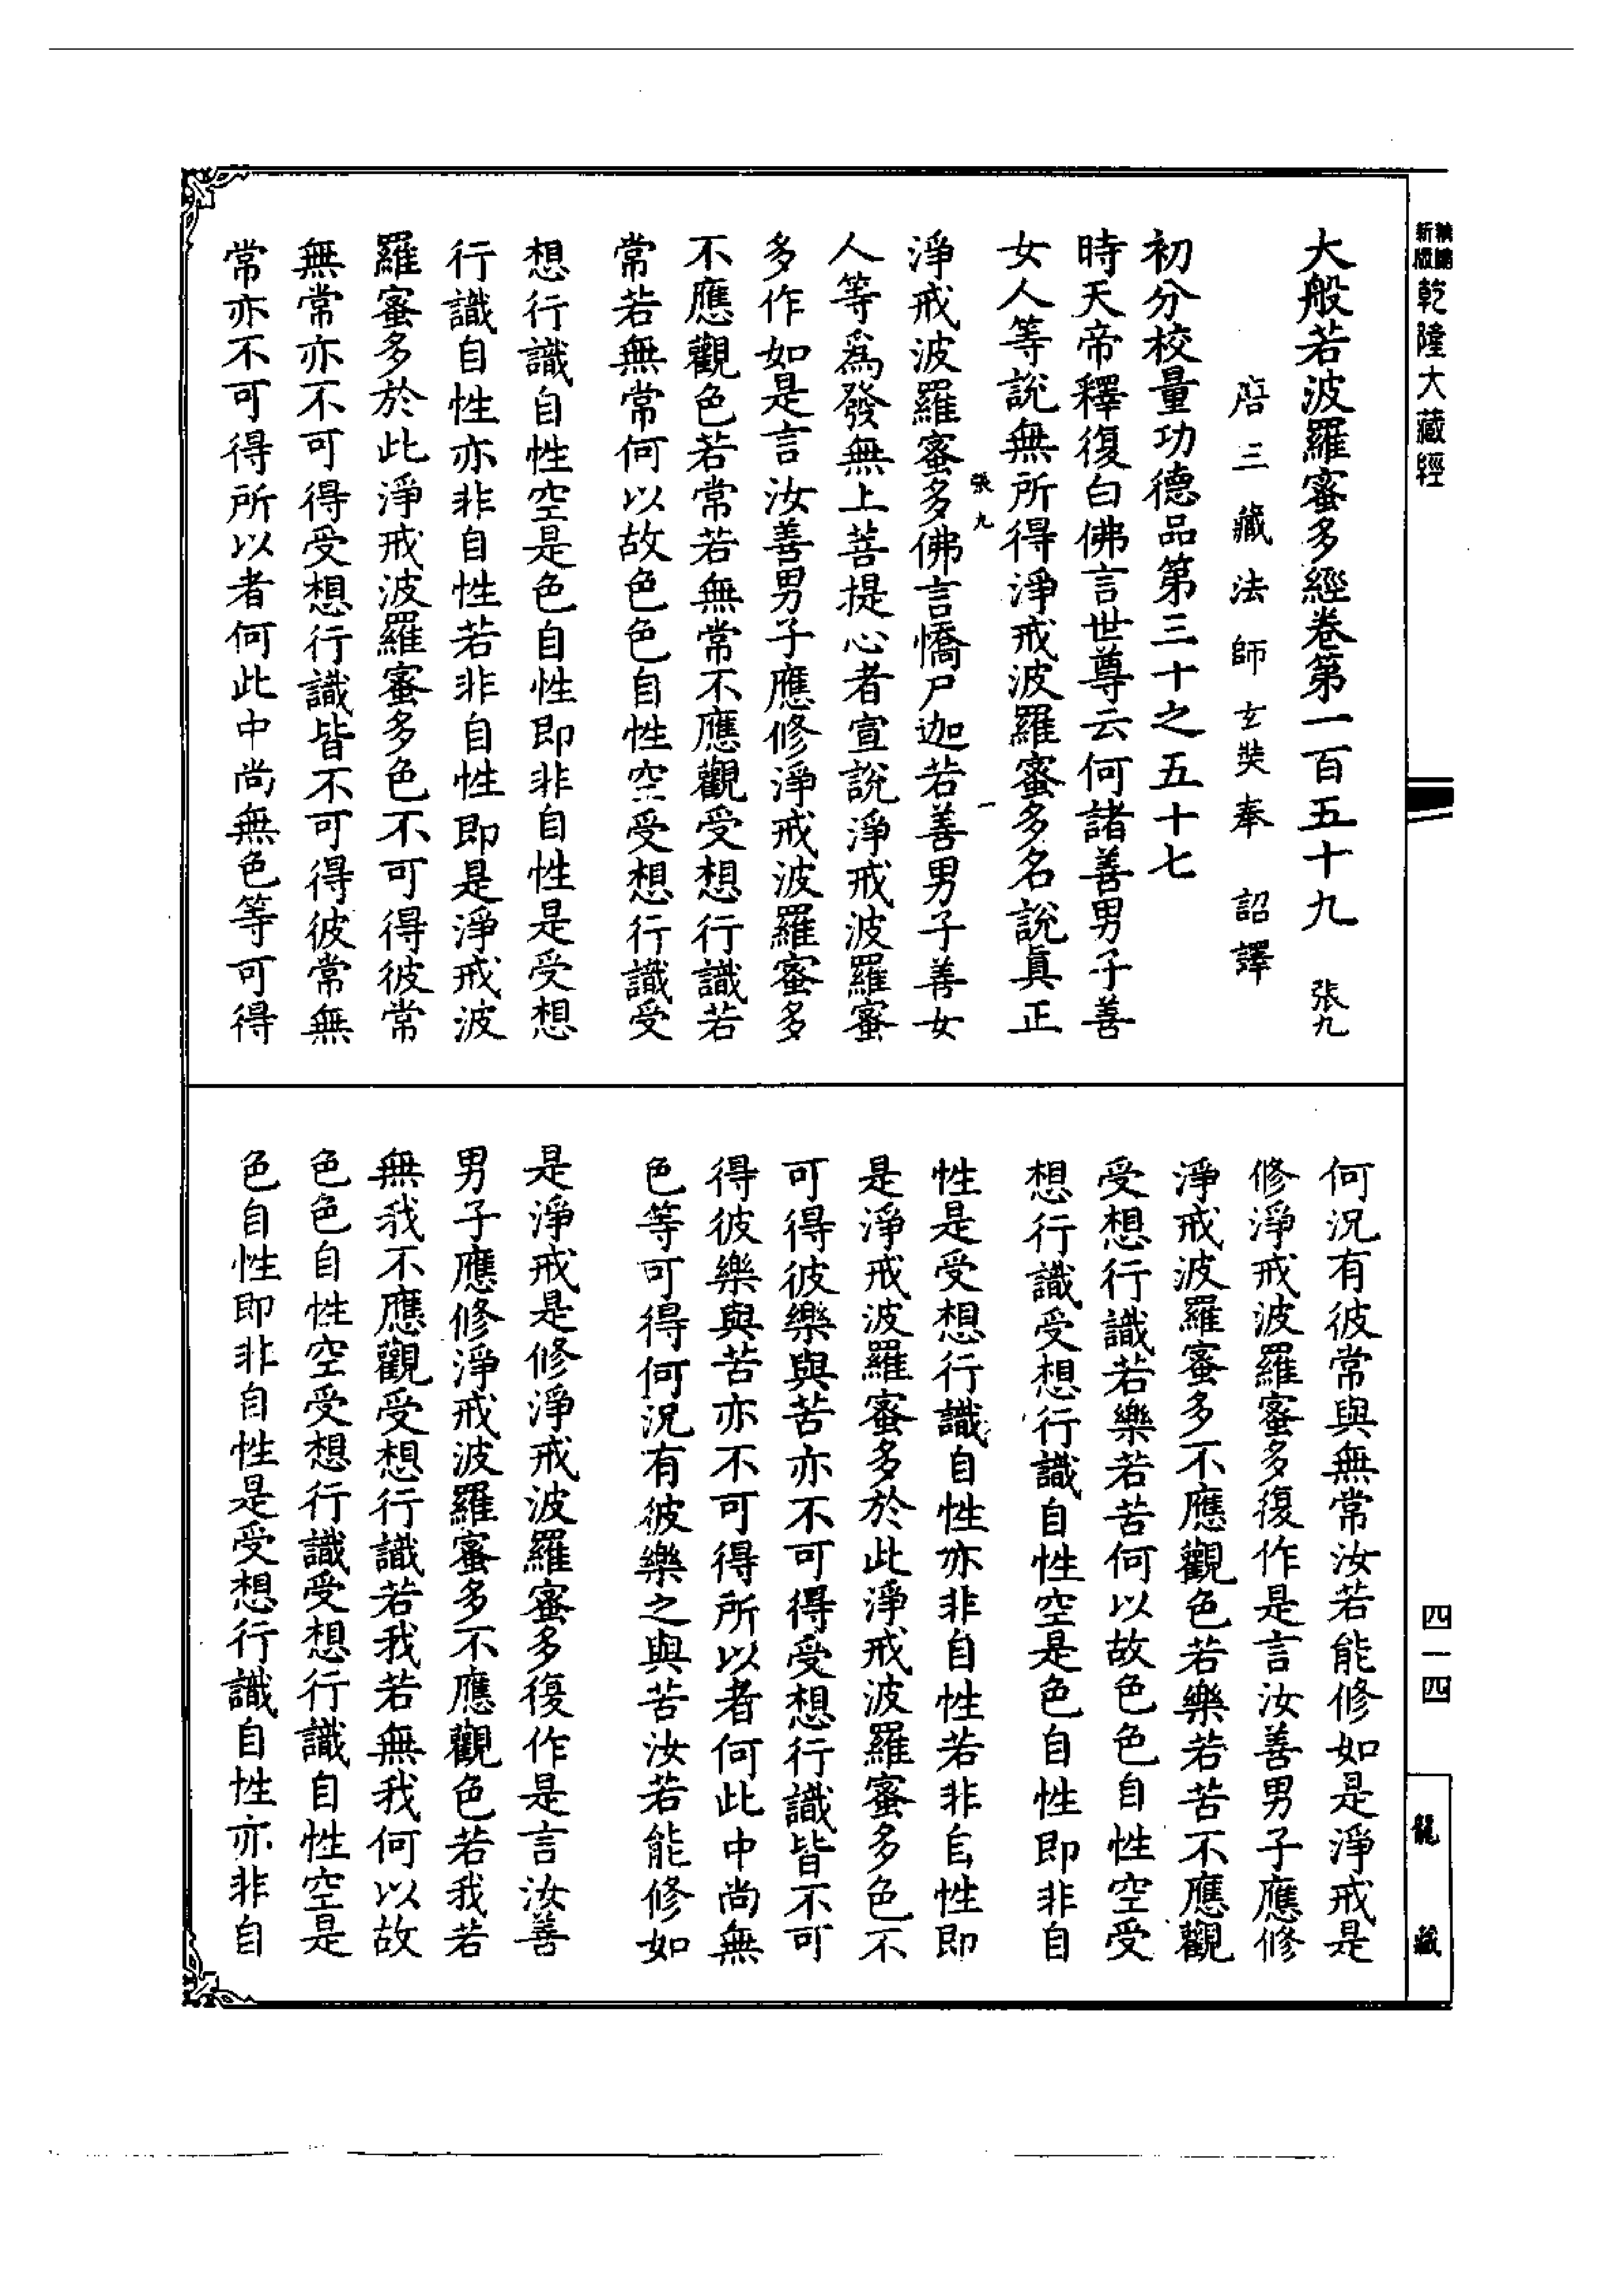 新版
乾隆大藏經
大般若波羅蜜多經卷第一百五十九　張九
唐三藏法師玄奘奉　詔譯
初分校量功德品第三十之五十七
時天帝釋復白佛言世尊云何諸善男子善
女人等說無所得淨戒波羅蜜多名說真正
張九　一
淨戒波羅蜜多佛言憍尸迦若善男子善女
人等為發無上菩提心者宣說淨戒波羅蜜
多作如是言汝善男子應修淨戒波羅蜜多
不應觀色若常若無常不應觀受想行識若
常若無常何以故色色自性空受想行識受
想行識自性空是色自性即非自性是受想
行識自性亦非自性若非自性即是淨戒波
羅蜜多於此淨戒波羅蜜多色不可得彼常
無常亦不可得受想行識皆不可得彼常無
常亦不可得所以者何此中尚無色等可得
何況有彼常與無常汝若能修如是淨戒是
修淨戒波羅蜜多復作是言汝善男子應修
淨戒波羅蜜多不應觀色若樂若苦不應觀
受想行識若樂若苦何以故色色自性空受
想行識受想行識自性空是色自性即非自
性是受想行識自性亦非自性若非自性即
是淨戒波羅蜜多於此淨戒波羅蜜多色不
可得彼樂與苦亦不可得受想行識皆不可
得彼樂與苦亦不可得所以者何此中尚無
色等可得何況有彼樂之與苦汝若能修如
是淨戒是修淨戒波羅蜜多復作是言汝善
男子應修淨戒波羅蜜多不應觀色若我若
無我不應觀受想行識若我若無我何以故
色色自性空受想行識受想行識自性空是
色自性即非自性是受想行識自性亦非自
四一四
龍藏